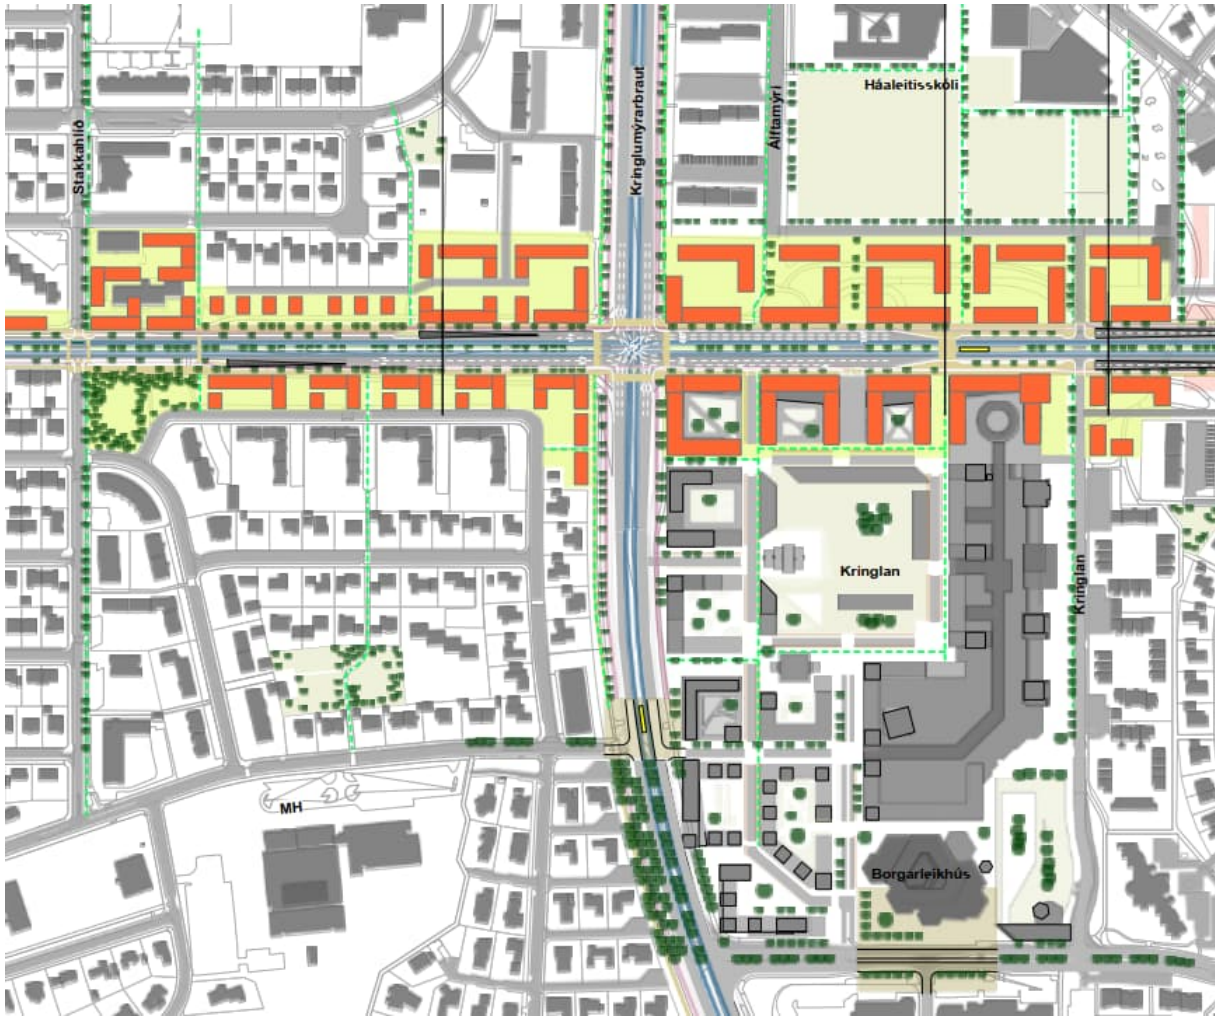 Stakkahlíð
Kringlumýrarbraut
Álftamýri
Háaleitisskóli
Kringlan
Kringlan
MH
Borgarleikhús